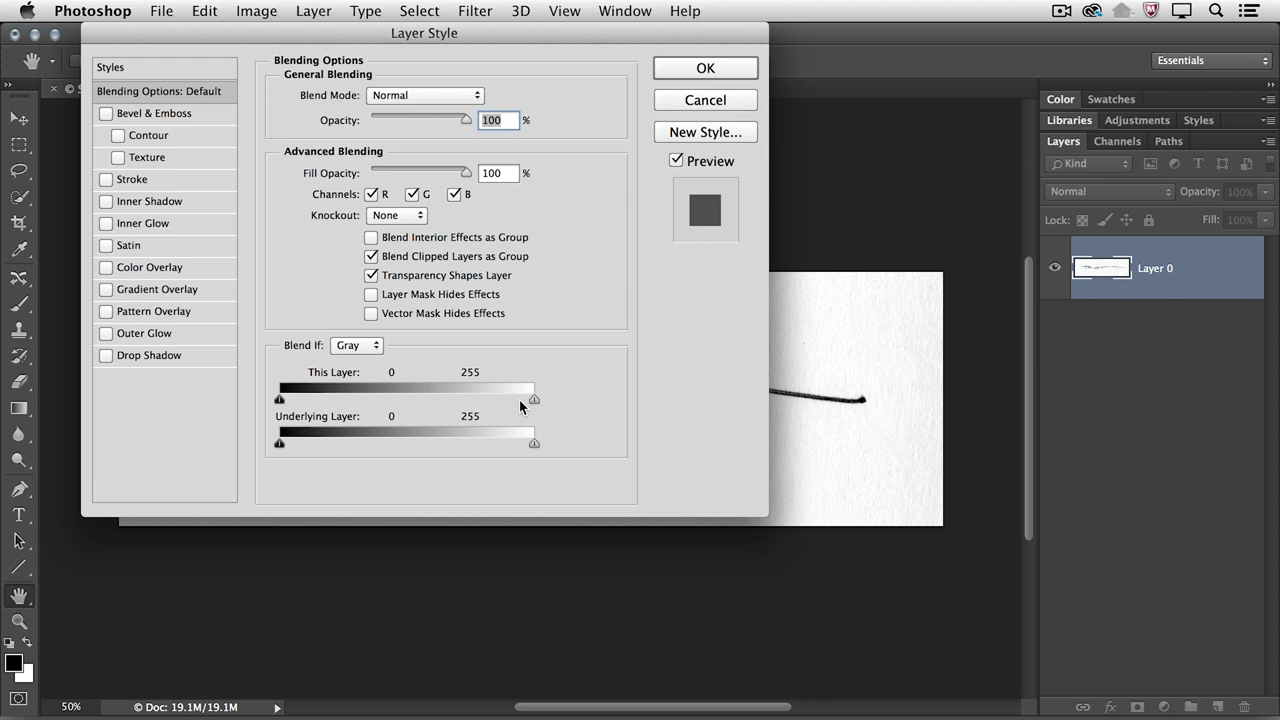 Photoshop File Edit Image Layer Type Select Filter 3D View Window Help
Layer Style
Essentials
Styles
Blending Options: Default
Bevel & Emboss
Contour
Texture
Stroke
Inner Shadow
Inner Glow
Satin
Color Overlay
Gradient Overlay
Pattern Overlay
Outer Glow
Drop Shadow
Blending Options
General Blending
Blend Mode: Normal
Opacity: 100 %
Advanced Blending
Fill Opacity: 100 %
Channels: R G B
Knockout: None
Blend Interior Effects as Group
Blend Clipped Layers as Group
Transparency Shapes Layer
Layer Mask Hides Effects
Vector Mask Hides Effects
Blend If: Gray
This Layer: 0 255
Underlying Layer: 0 255
OK
Cancel
New Style...
Preview
Color Swatches
Libraries Adjustments Styles
Layers Channels Paths
Kind
Normal Opacity: 100%
Lock: Fill: 100%
Layer 0
50% © Doc: 19.1M/19.1M